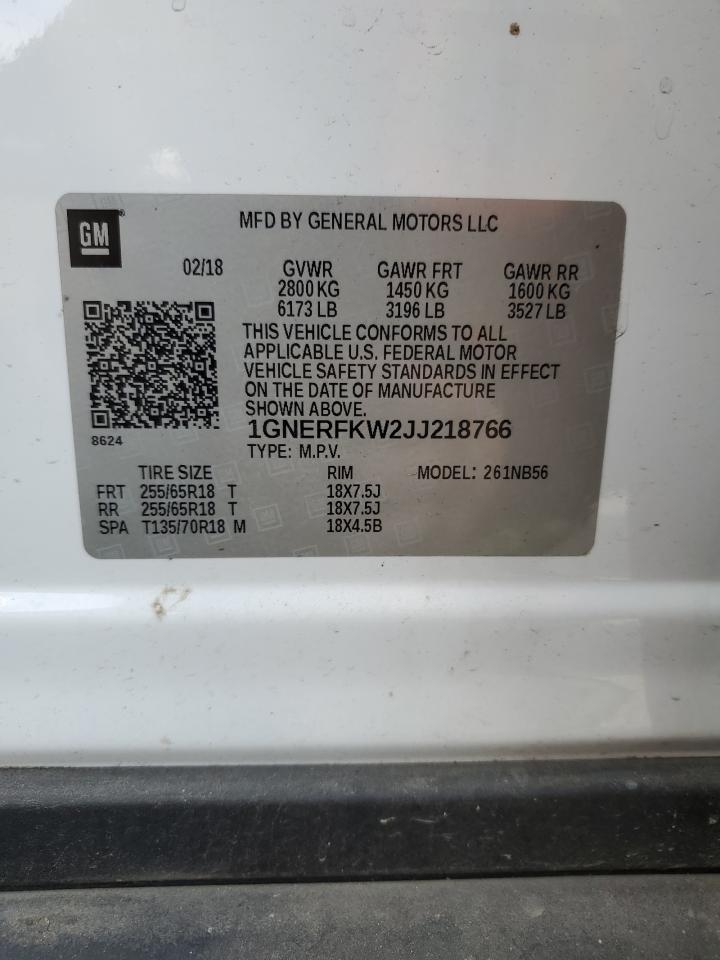 GM ®
MFD BY GENERAL MOTORS LLC
02/18 GVWR GAWR FRT GAWR RR
2800 KG 1450 KG 1600 KG
6173 LB 3196 LB 3527 LB
THIS VEHICLE CONFORMS TO ALL
APPLICABLE U.S. FEDERAL MOTOR
VEHICLE SAFETY STANDARDS IN EFFECT
ON THE DATE OF MANUFACTURE
SHOWN ABOVE.
8624
1GNERFKW2JJ218766
TYPE: M.P.V.
TIRE SIZE RIM MODEL: 261NB56
FRT 255/65R18 T 18X7.5J
RR 255/65R18 T 18X7.5J
SPA T135/70R18 M 18X4.5B